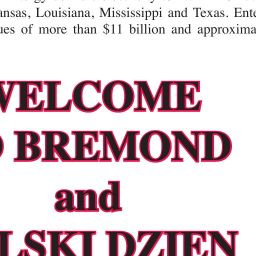 ansas, Louisiana, Mississippi and Texas. Ente
ues of more than $11 billion and approxima
WELCOME
O BREMOND
and
LSKI DZIEN